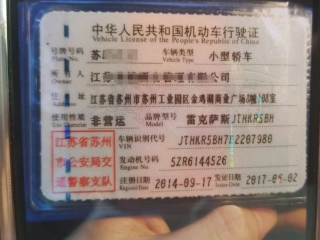 中华人民共和国机动车行驶证
Vehicle License of the People's Republic of China
号牌号码 苏 车辆类型 小型轿车
Plate No. Vehicle Type
所有人 江 有限公司
Owner
住址 江苏省苏州市苏州工业园区金鸡湖商业广场 室
Address
使用性质 非营运 品牌型号 雷克萨斯JTHKR5BH
Use Character Model
江苏省苏州
市公安局交
通警察支队
车辆识别代号 JTHKR5BH7E2207980
VIN
发动机号码 5ZR6144526
Engine No.
注册日期 2014-09-17 发证日期 2017-05-02
Register Date Issue Date